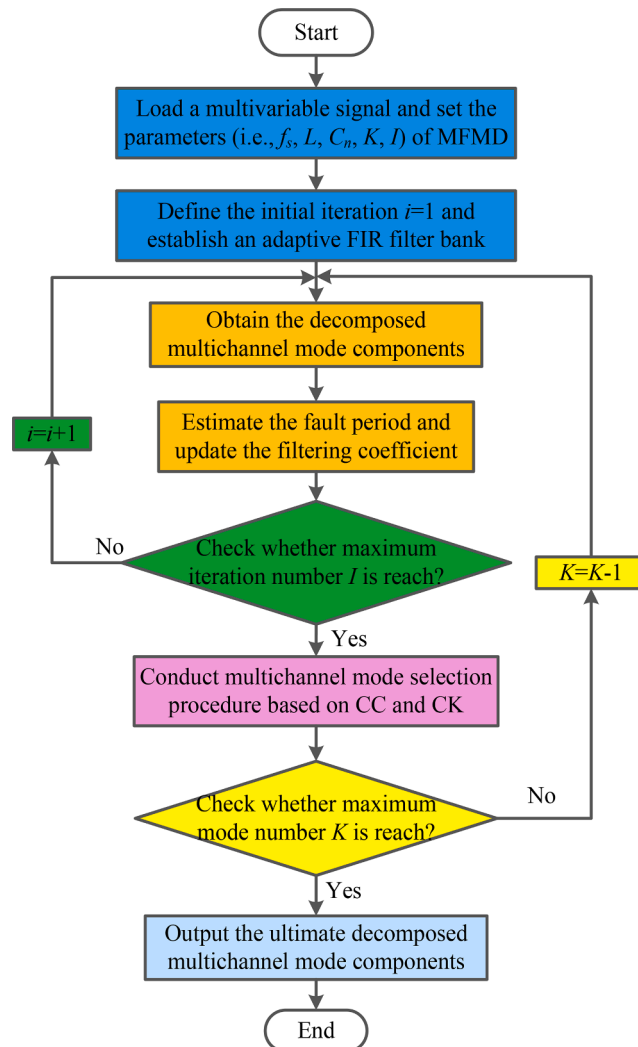 Start
Load a multivariable signal and set the
parameters (i.e., fs, L, Cn, K, I) of MFMD
Define the initial iteration i=1 and
establish an adaptive FIR filter bank
Obtain the decomposed
multichannel mode components
i=i+1
Estimate the fault period and
update the filtering coefficient
No
Check whether maximum
iteration number I is reach?
K=K-1
Yes
Conduct multichannel mode selection
procedure based on CC and CK
No
Check whether maximum
mode number K is reach?
Yes
Output the ultimate decomposed
multichannel mode components
End